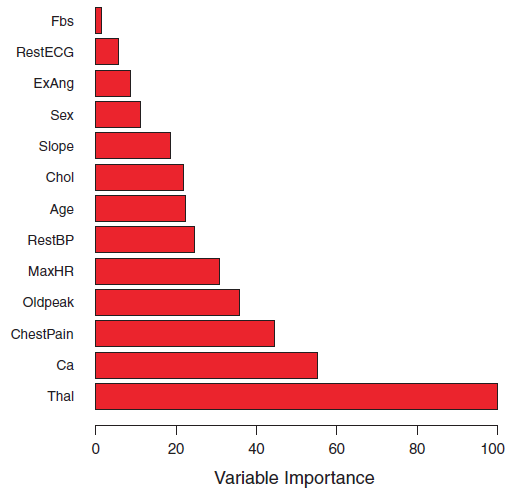 Fbs
RestECG
ExAng
Sex
Slope
Chol
Age
RestBP
MaxHR
Oldpeak
ChestPain
Ca
Thal
0 20 40 60 80 100
Variable Importance